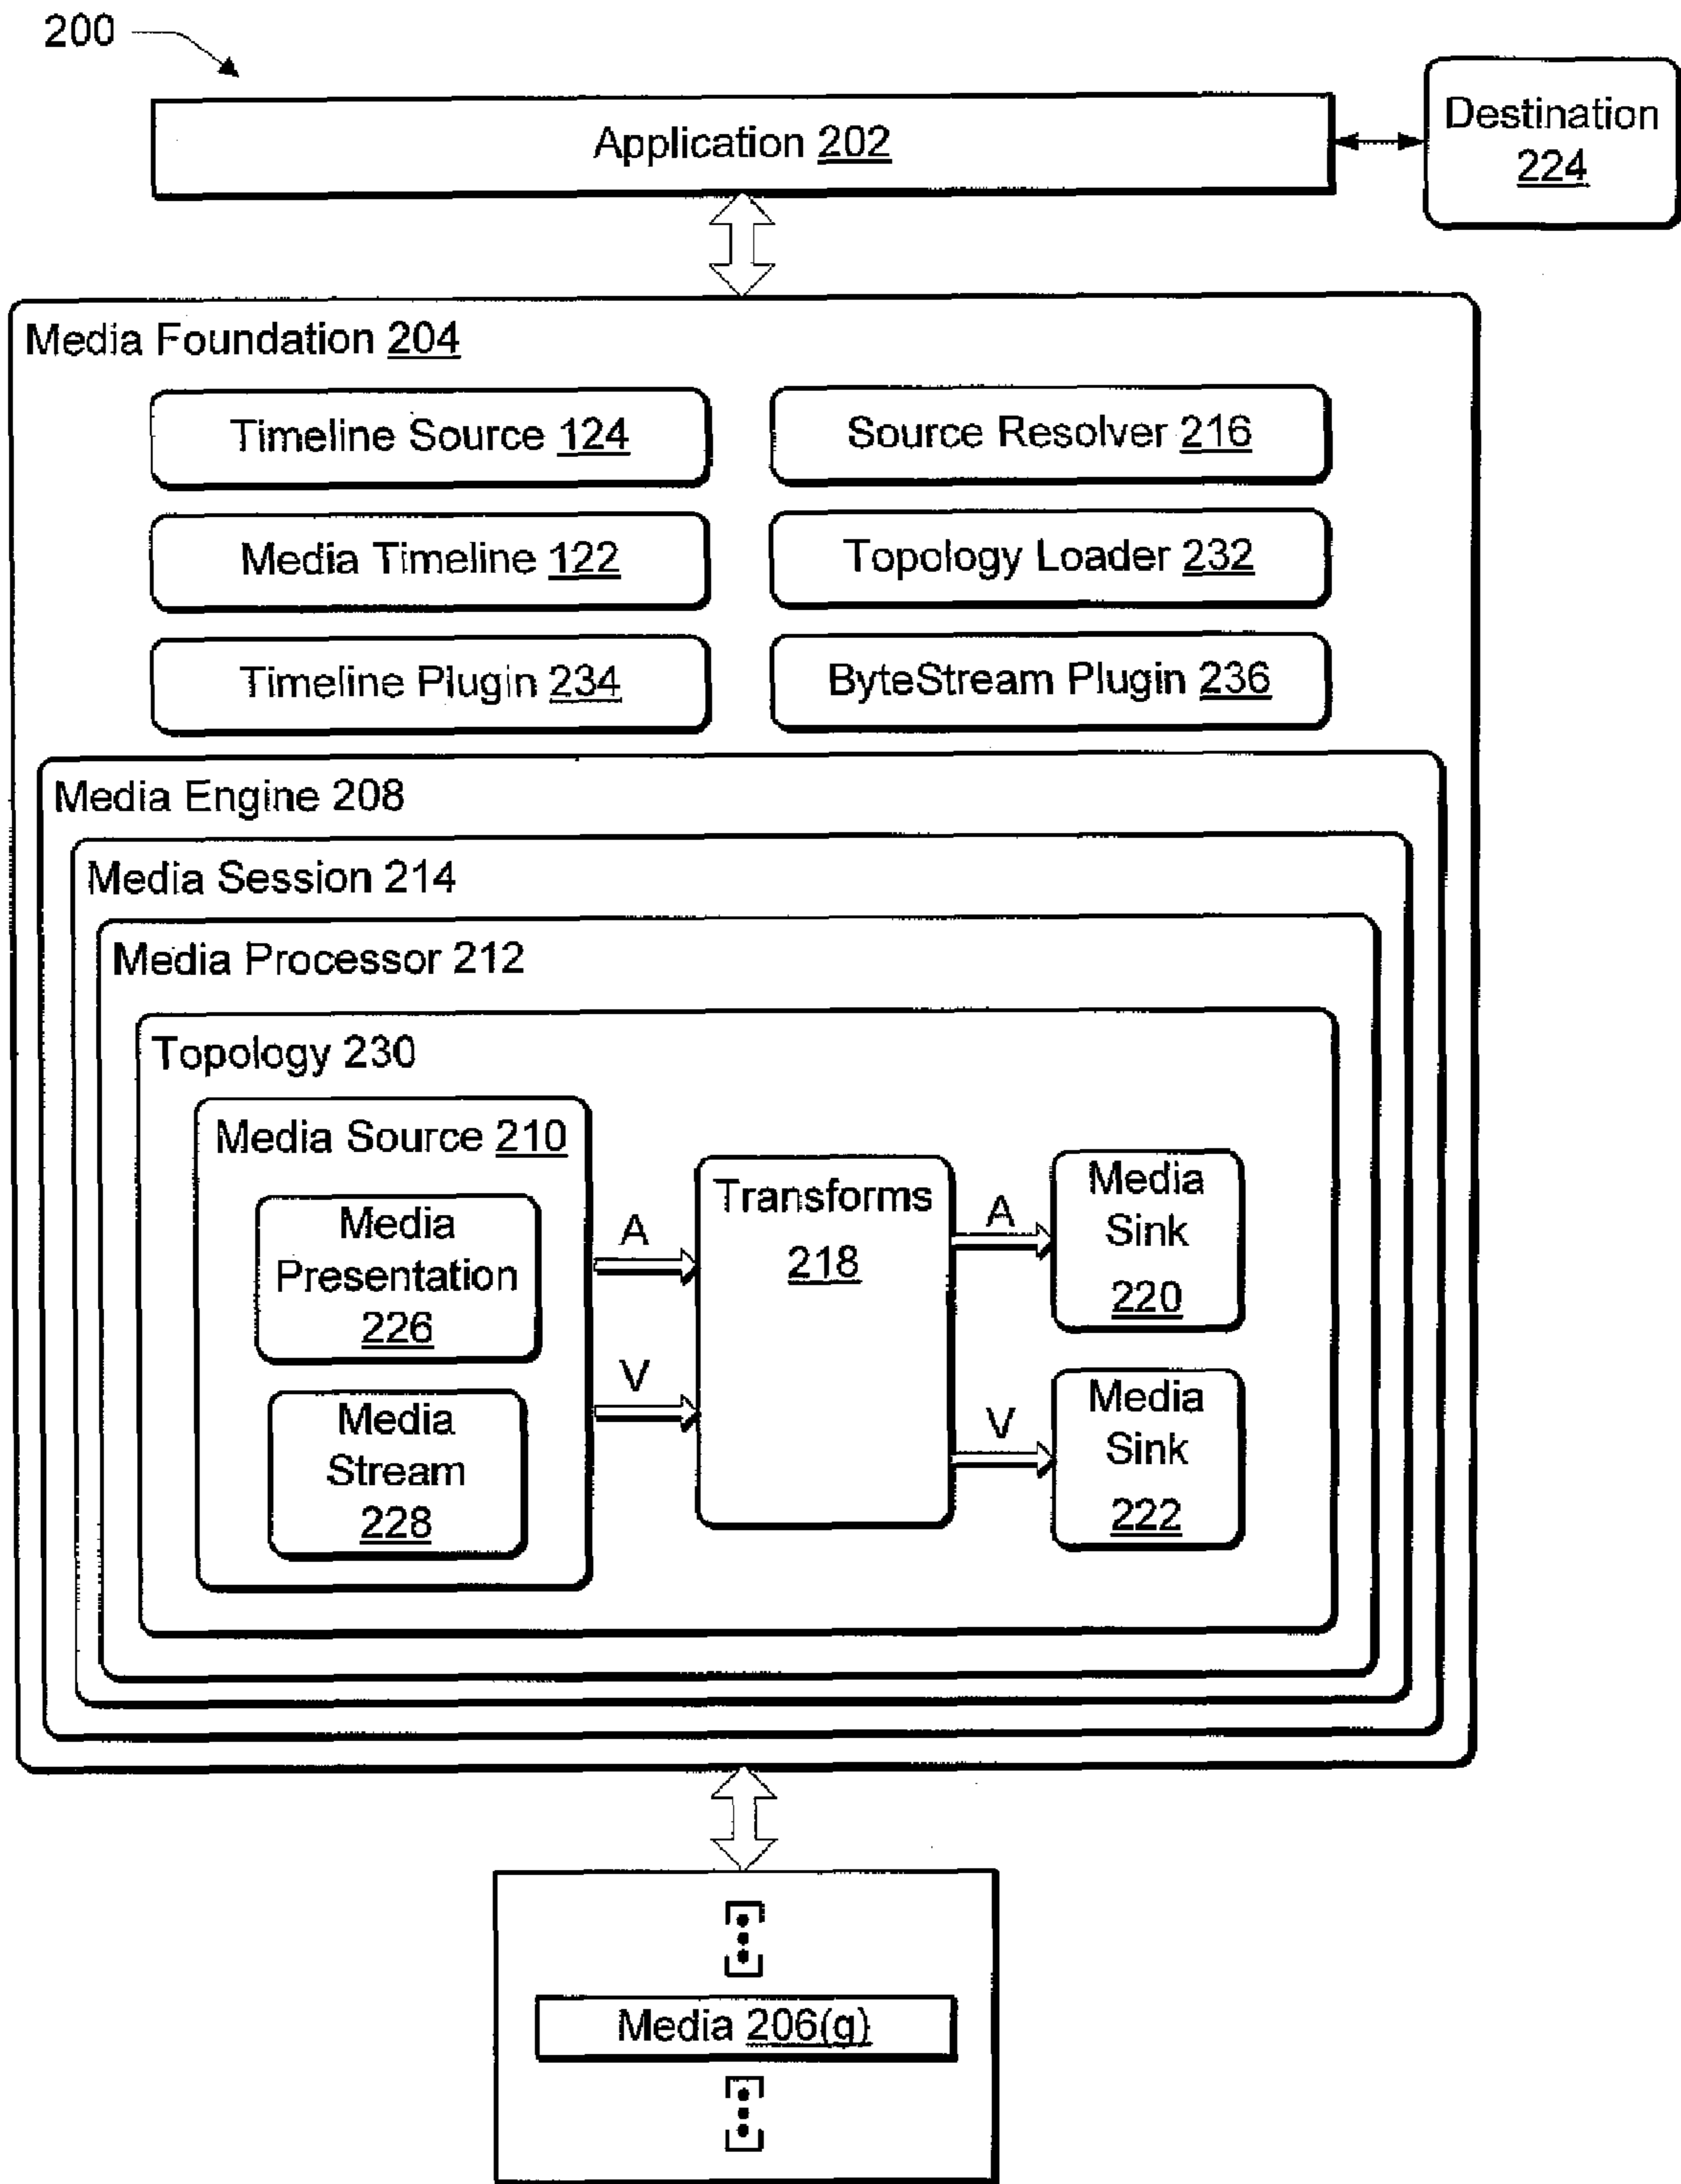 200
Application 202
Destination
224
Media Foundation 204
Timeline Source 124
Source Resolver 216
Media Timeline 122
Topology Loader 232
Timeline Plugin 234
ByteStream Plugin 236
Media Engine 208
Media Session 214
Media Processor 212
Topology 230
Media Source 210
Media
Presentation
226
Media
Stream
228
A
V
Transforms
218
A
V
Media
Sink
220
Media
Sink
222
Media 206(g)